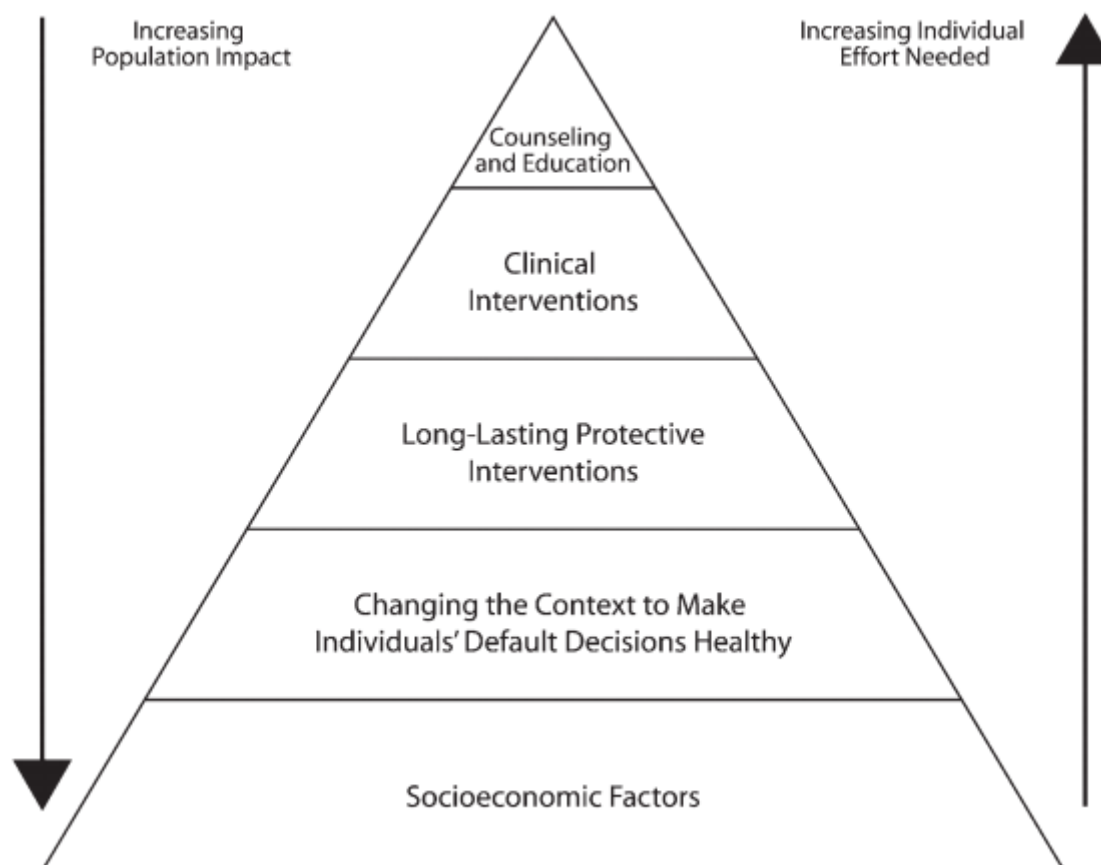 Increasing
Population Impact
Increasing Individual
Effort Needed
Counseling
and Education
Clinical
Interventions
Long-Lasting Protective
Interventions
Changing the Context to Make
Individuals’ Default Decisions Healthy
Socioeconomic Factors